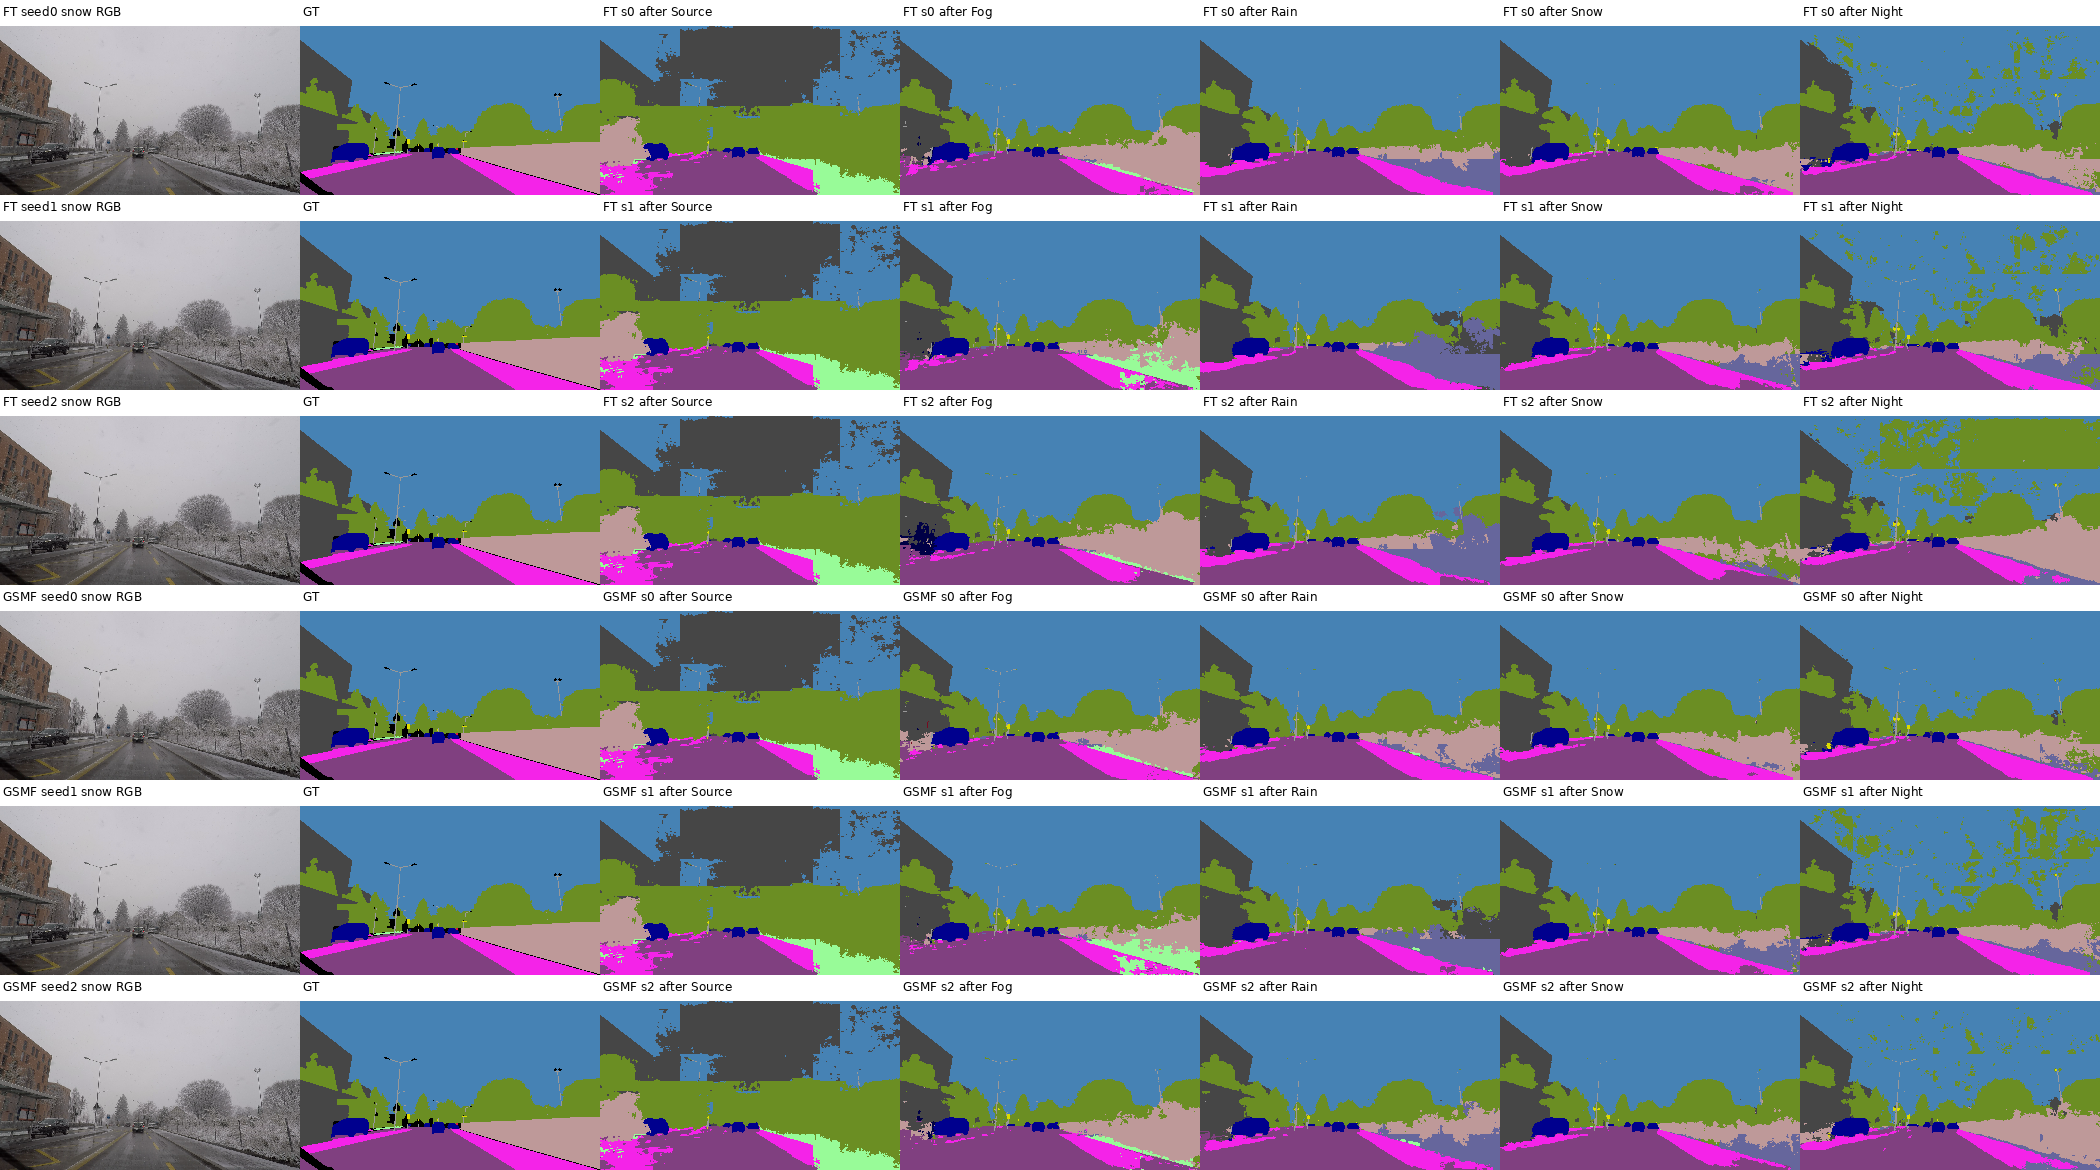 FT seed0 snow RGB GT FT s0 after Source FT s0 after Fog FT s0 after Rain FT s0 after Snow FT s0 after Night
FT seed1 snow RGB GT FT s1 after Source FT s1 after Fog FT s1 after Rain FT s1 after Snow FT s1 after Night
FT seed2 snow RGB GT FT s2 after Source FT s2 after Fog FT s2 after Rain FT s2 after Snow FT s2 after Night
GSMF seed0 snow RGB GT GSMF s0 after Source GSMF s0 after Fog GSMF s0 after Rain GSMF s0 after Snow GSMF s0 after Night
GSMF seed1 snow RGB GT GSMF s1 after Source GSMF s1 after Fog GSMF s1 after Rain GSMF s1 after Snow GSMF s1 after Night
GSMF seed2 snow RGB GT GSMF s2 after Source GSMF s2 after Fog GSMF s2 after Rain GSMF s2 after Snow GSMF s2 after Night